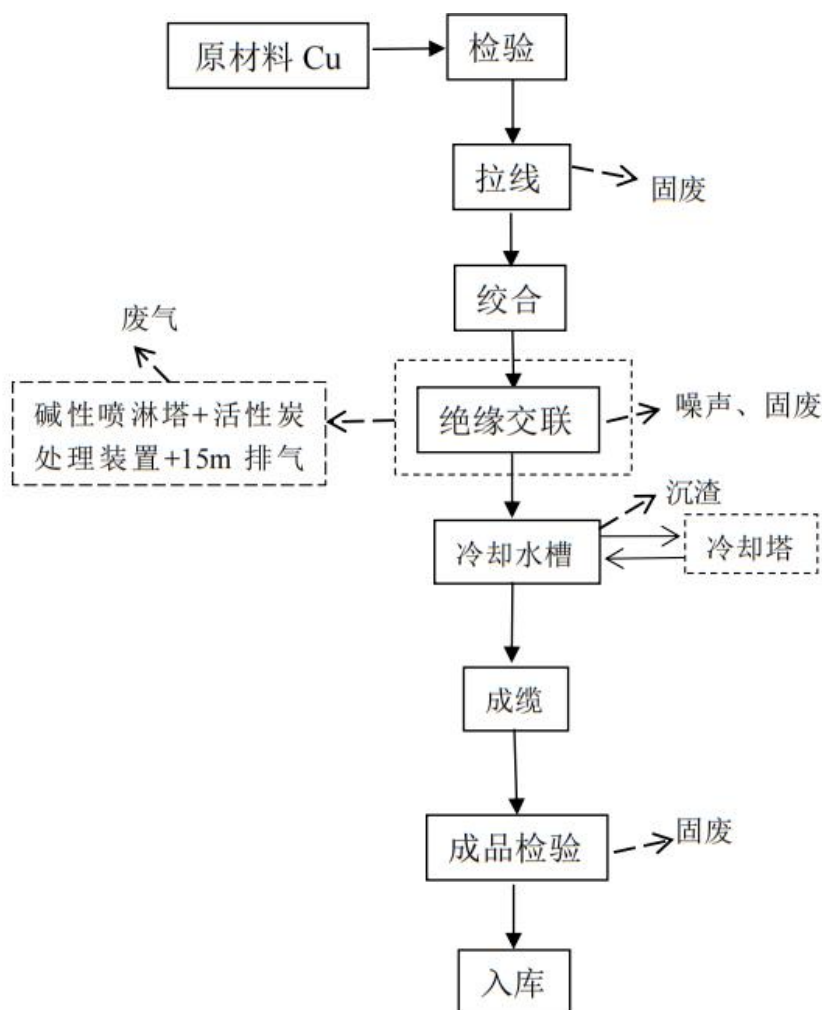 原材料 Cu
检验
拉线
固废
绞合
废气
碱性喷淋塔+活性炭
处理装置+15m 排气
绝缘交联
噪声、固废
沉渣
冷却水槽
冷却塔
成缆
成品检验
固废
入库